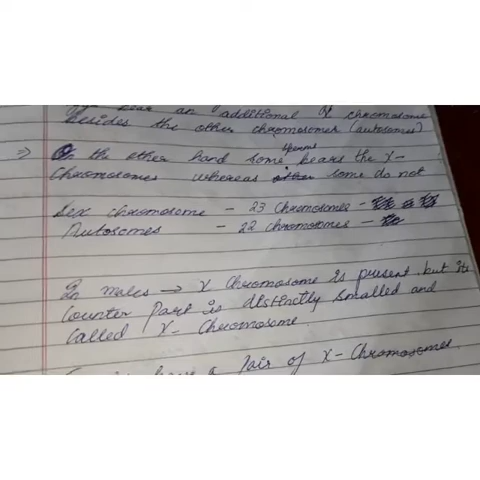 bear an additional X chromosome
besides the other chromosomes (autosomes)
⇒ On the other hand some sperms bears the X-
Chromosomes whereas some do not
Sex chromosome - 23 Chromosomes -
Autosomes - 22 chromosomes -
In males → X Chromosome is present but its
Counter Part is distinctly smalled and
Called Y- Chromosome.
have a Pair of X- Chromosomes